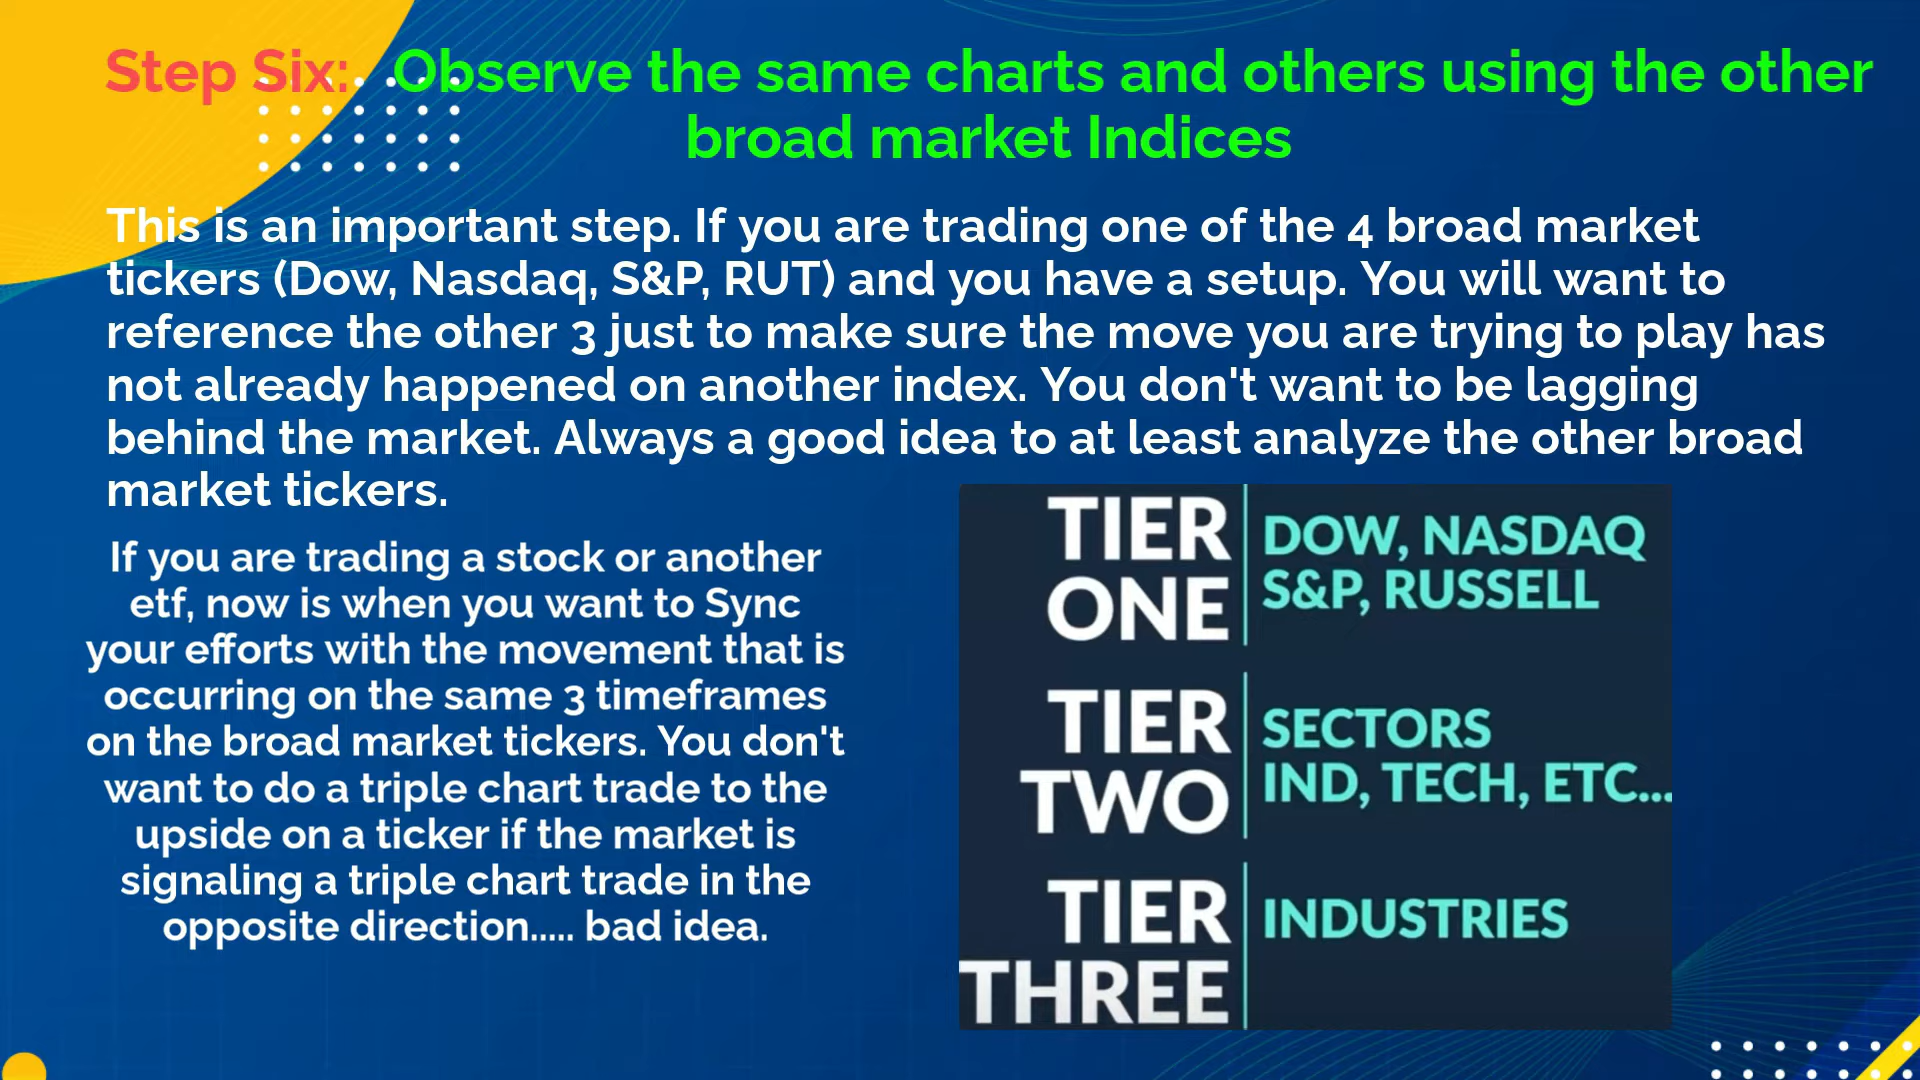 Step Six: Observe the same charts and others using the other
broad market Indices
This is an important step. If you are trading one of the 4 broad market
tickers (Dow, Nasdaq, S&P, RUT) and you have a setup. You will want to
reference the other 3 just to make sure the move you are trying to play has
not already happened on another index. You don't want to be lagging
behind the market. Always a good idea to at least analyze the other broad
market tickers.
If you are trading a stock or another
etf, now is when you want to Sync
your efforts with the movement that is
occurring on the same 3 timeframes
on the broad market tickers. You don't
want to do a triple chart trade to the
upside on a ticker if the market is
signaling a triple chart trade in the
opposite direction..... bad idea.
TIER
ONE
DOW, NASDAQ
S&P, RUSSELL
TIER
TWO
SECTORS
IND, TECH, ETC...
TIER
THREE
INDUSTRIES